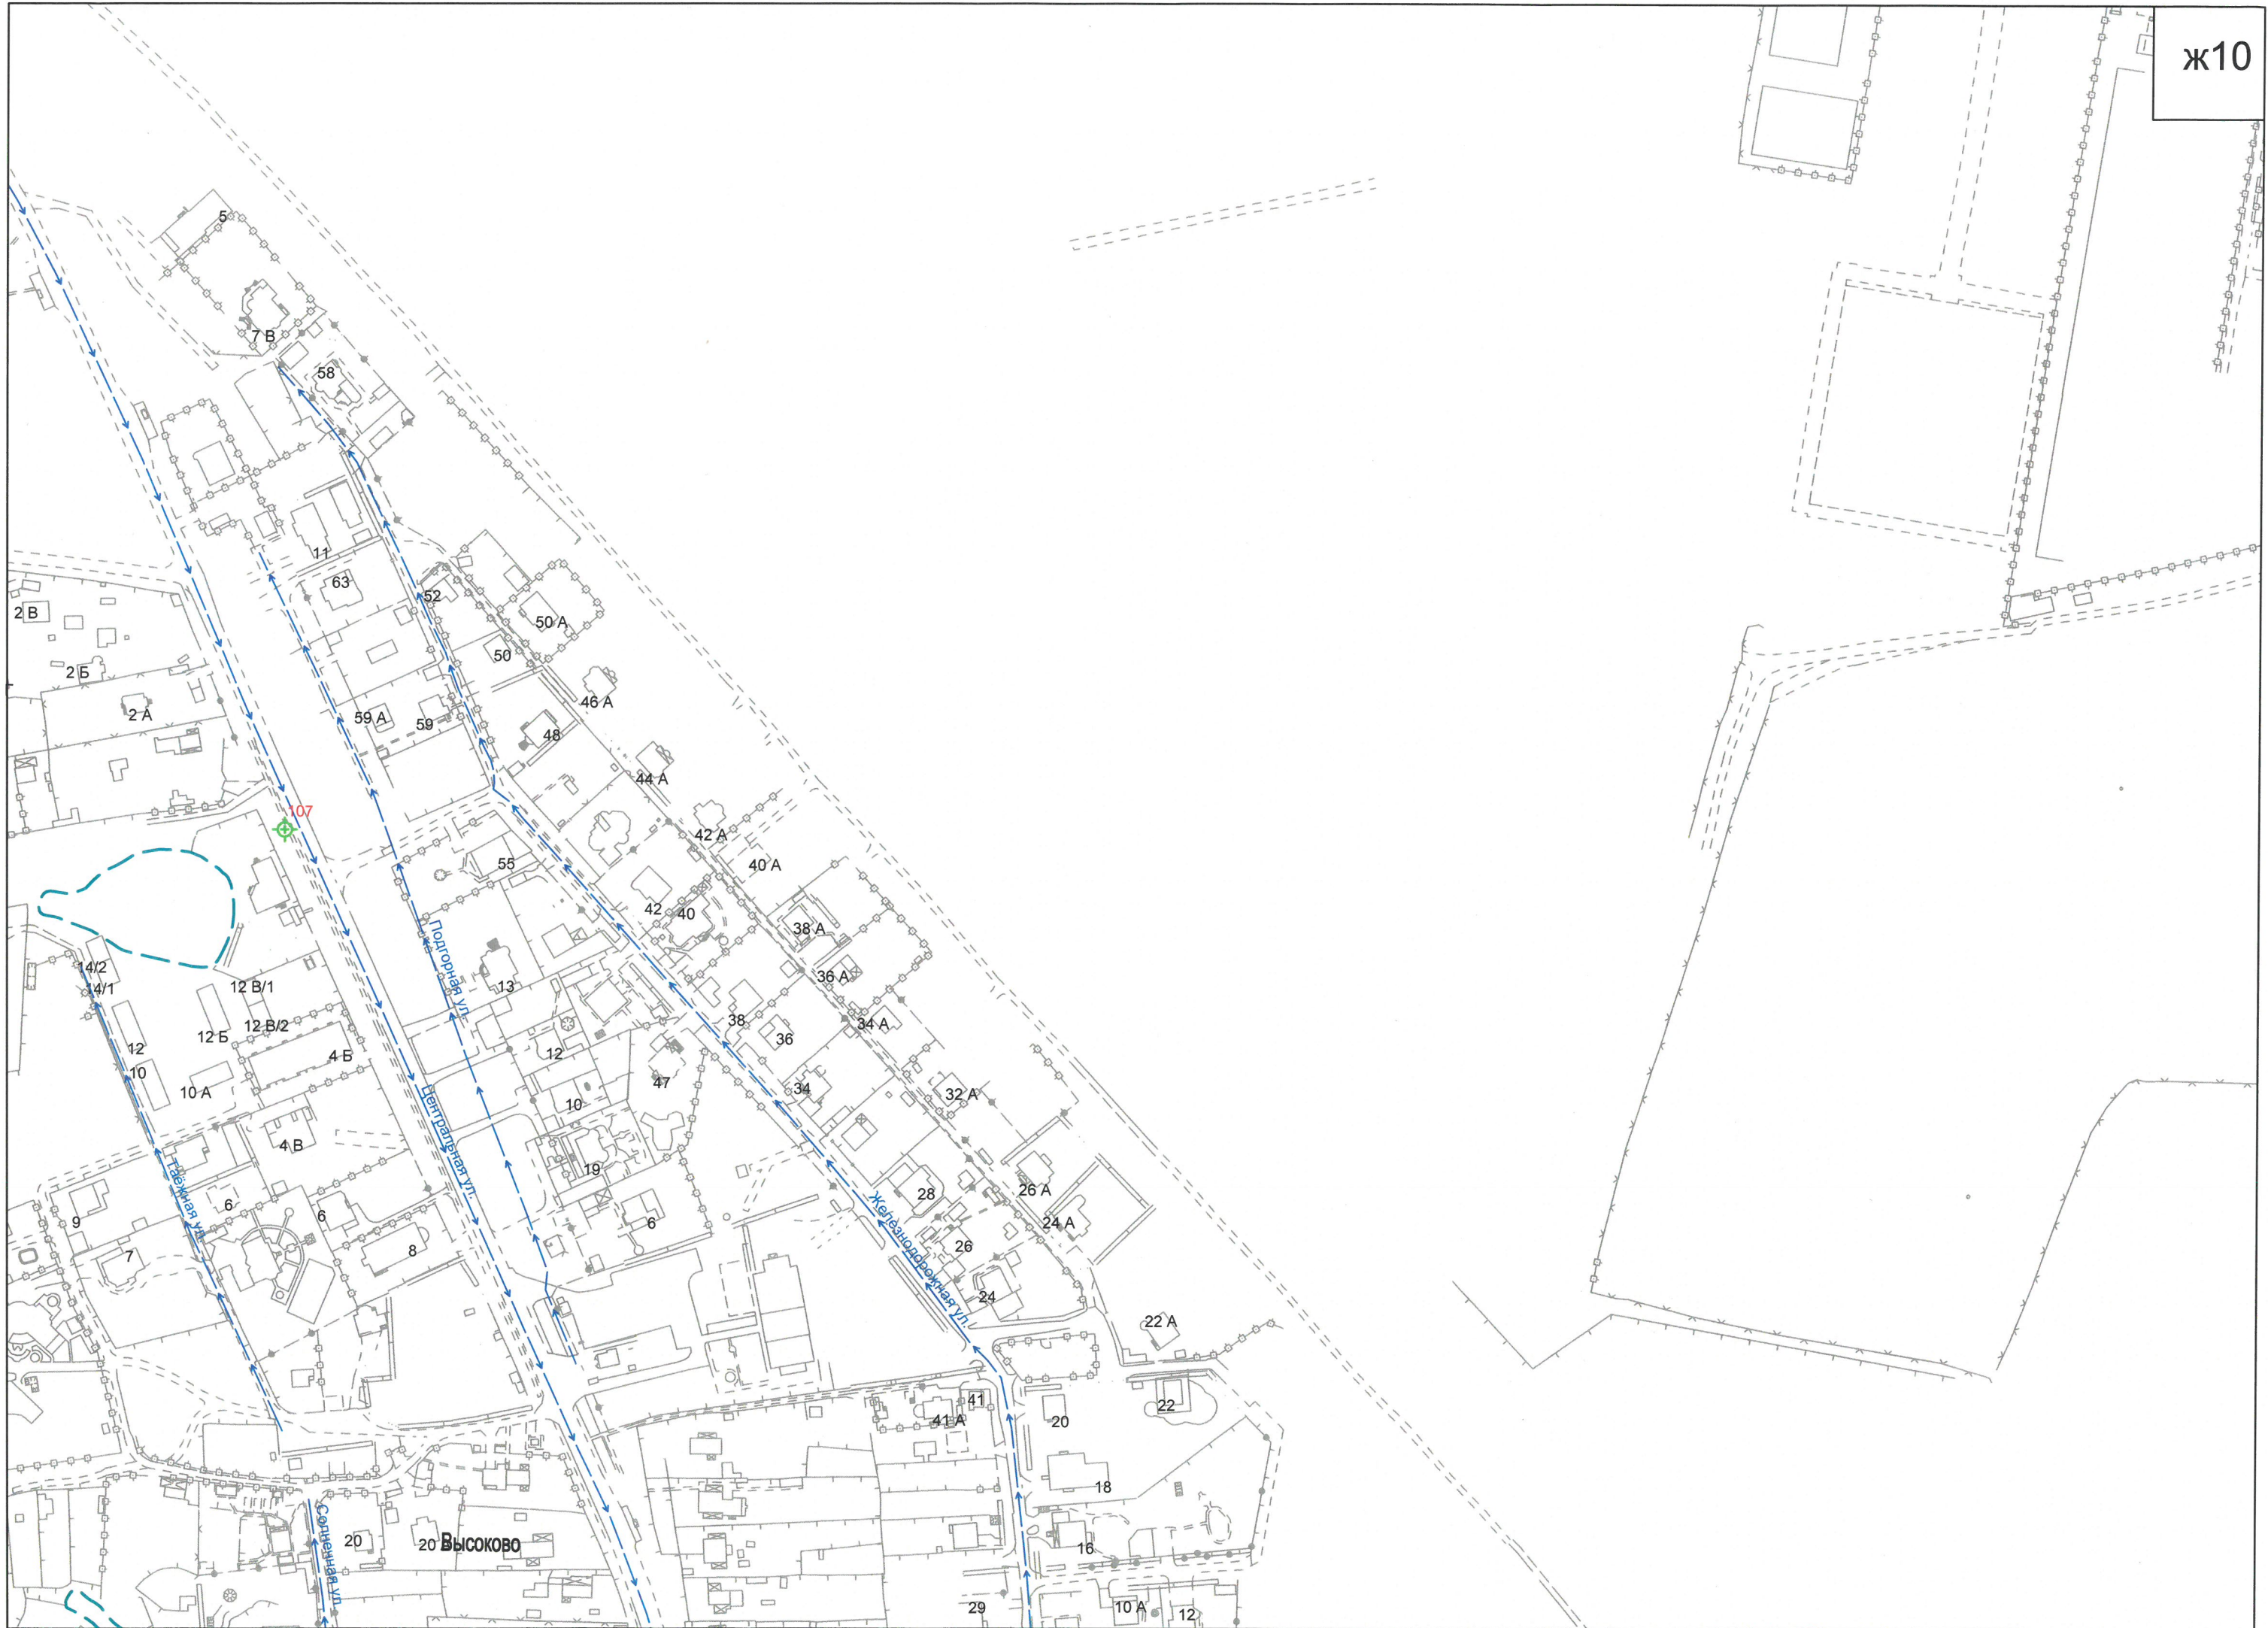 ж10
5
7 В
58
11
63
52
2 В
50 А
50
2 Б
46 А
2 А
59 А
59
48
44 А
107
42 А
55
40 А
42
40
38 А
Подгорная ул.
14/2
36 А
14/1
12 В/1
13
38
34 А
12 В/2
12 Б
36
12
4 Б
12
10
47
34
10 А
32 А
10
Центральная ул.
4 В
19
Таёжная ул.
28
26 А
6
6
9
6
24 А
Железнодорожная ул.
8
7
26
24
22 А
41
41 А
20
22
18
Солнечная ул.
20
20
Высоково
16
29
10 А
12